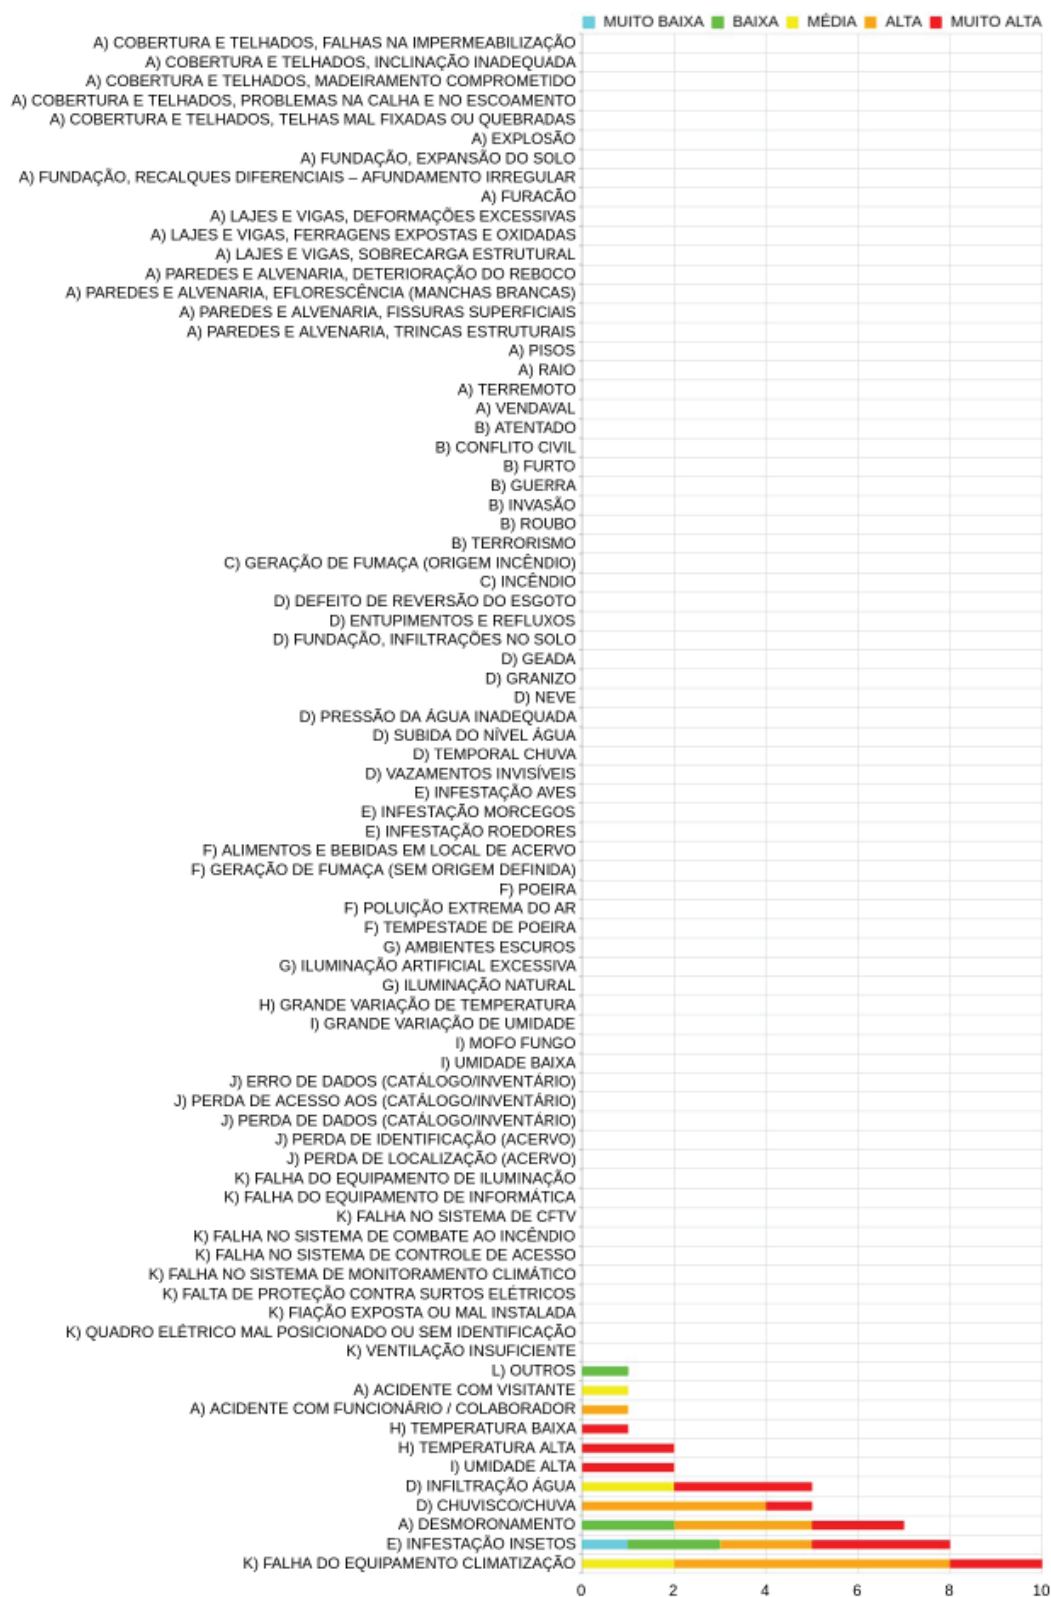 MUITO BAIXA BAIXA MÉDIA ALTA MUITO ALTA
A) COBERTURA E TELHADOS, FALHAS NA IMPERMEABILIZAÇÃO
A) COBERTURA E TELHADOS, INCLINAÇÃO INADEQUADA
A) COBERTURA E TELHADOS, MADEIRAMENTO COMPROMETIDO
A) COBERTURA E TELHADOS, PROBLEMAS NA CALHA E NO ESCOAMENTO
A) COBERTURA E TELHADOS, TELHAS MAL FIXADAS OU QUEBRADAS
A) EXPLOSÃO
A) FUNDAÇÃO, EXPANSÃO DO SOLO
A) FUNDAÇÃO, RECALQUES DIFERENCIAIS – AFUNDAMENTO IRREGULAR
A) FURACÃO
A) LAJES E VIGAS, DEFORMAÇÕES EXCESSIVAS
A) LAJES E VIGAS, FERRAGENS EXPOSTAS E OXIDADAS
A) LAJES E VIGAS, SOBRECARGA ESTRUTURAL
A) PAREDES E ALVENARIA, DETERIORAÇÃO DO REBOCO
A) PAREDES E ALVENARIA, EFLORESCÊNCIA (MANCHAS BRANCAS)
A) PAREDES E ALVENARIA, FISSURAS SUPERFICIAIS
A) PAREDES E ALVENARIA, TRINCAS ESTRUTURAIS
A) PISOS
A) RAIO
A) TERREMOTO
A) VENDAVAL
B) ATENTADO
B) CONFLITO CIVIL
B) FURTO
B) GUERRA
B) INVASÃO
B) ROUBO
B) TERRORISMO
C) GERAÇÃO DE FUMAÇA (ORIGEM INCÊNDIO)
C) INCÊNDIO
D) DEFEITO DE REVERSÃO DO ESGOTO
D) ENTUPIMENTOS E REFLUXOS
D) FUNDAÇÃO, INFILTRAÇÕES NO SOLO
D) GEADA
D) GRANIZO
D) NEVE
D) PRESSÃO DA ÁGUA INADEQUADA
D) SUBIDA DO NÍVEL ÁGUA
D) TEMPORAL CHUVA
D) VAZAMENTOS INVISÍVEIS
E) INFESTAÇÃO AVES
E) INFESTAÇÃO MORCEGOS
E) INFESTAÇÃO ROEDORES
F) ALIMENTOS E BEBIDAS EM LOCAL DE ACERVO
F) GERAÇÃO DE FUMAÇA (SEM ORIGEM DEFINIDA)
F) POEIRA
F) POLUIÇÃO EXTREMA DO AR
F) TEMPESTADE DE POEIRA
G) AMBIENTES ESCUROS
G) ILUMINAÇÃO ARTIFICIAL EXCESSIVA
G) ILUMINAÇÃO NATURAL
H) GRANDE VARIAÇÃO DE TEMPERATURA
I) GRANDE VARIAÇÃO DE UMIDADE
I) MOFO FUNGO
I) UMIDADE BAIXA
J) ERRO DE DADOS (CATÁLOGO/INVENTÁRIO)
J) PERDA DE ACESSO AOS (CATÁLOGO/INVENTÁRIO)
J) PERDA DE DADOS (CATÁLOGO/INVENTÁRIO)
J) PERDA DE IDENTIFICAÇÃO (ACERVO)
J) PERDA DE LOCALIZAÇÃO (ACERVO)
K) FALHA DO EQUIPAMENTO DE ILUMINAÇÃO
K) FALHA DO EQUIPAMENTO DE INFORMÁTICA
K) FALHA NO SISTEMA DE CFTV
K) FALHA NO SISTEMA DE COMBATE AO INCÊNDIO
K) FALHA NO SISTEMA DE CONTROLE DE ACESSO
K) FALHA NO SISTEMA DE MONITORAMENTO CLIMÁTICO
K) FALTA DE PROTEÇÃO CONTRA SURTOS ELÉTRICOS
K) FIAÇÃO EXPOSTA OU MAL INSTALADA
K) QUADRO ELÉTRICO MAL POSICIONADO OU SEM IDENTIFICAÇÃO
K) VENTILAÇÃO INSUFICIENTE
L) OUTROS
A) ACIDENTE COM VISITANTE
A) ACIDENTE COM FUNCIONÁRIO / COLABORADOR
H) TEMPERATURA BAIXA
H) TEMPERATURA ALTA
I) UMIDADE ALTA
D) INFILTRAÇÃO ÁGUA
D) CHUVISCO/CHUVA
A) DESMORONAMENTO
E) INFESTAÇÃO INSETOS
K) FALHA DO EQUIPAMENTO CLIMATIZAÇÃO
0 2 4 6 8 10